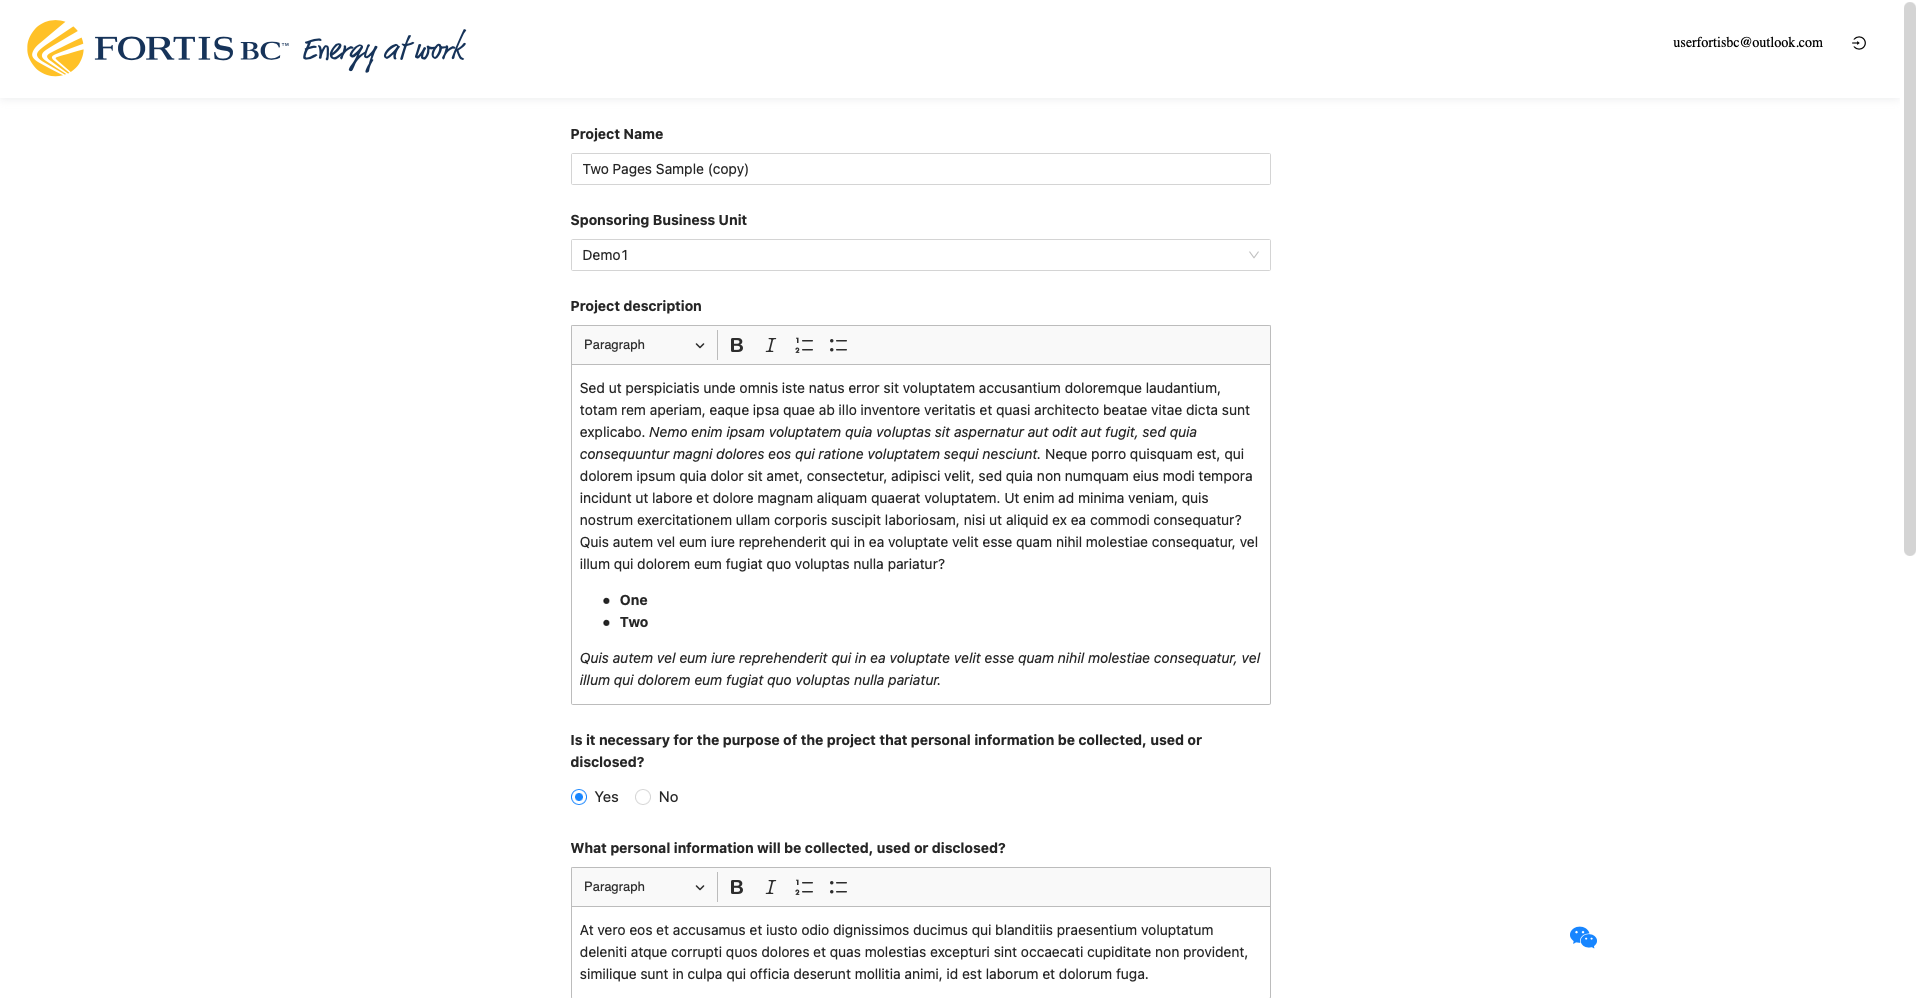 FORTIS BC™ Energy at work
userfortisbc@outlook.com
Project Name
Two Pages Sample (copy)
Sponsoring Business Unit
Demo1
Project description
Paragraph
Sed ut perspiciatis unde omnis iste natus error sit voluptatem accusantium doloremque laudantium,
totam rem aperiam, eaque ipsa quae ab illo inventore veritatis et quasi architecto beatae vitae dicta sunt
explicabo. Nemo enim ipsam voluptatem quia voluptas sit aspernatur aut odit aut fugit, sed quia
consequuntur magni dolores eos qui ratione voluptatem sequi nesciunt. Neque porro quisquam est, qui
dolorem ipsum quia dolor sit amet, consectetur, adipisci velit, sed quia non numquam eius modi tempora
incidunt ut labore et dolore magnam aliquam quaerat voluptatem. Ut enim ad minima veniam, quis
nostrum exercitationem ullam corporis suscipit laboriosam, nisi ut aliquid ex ea commodi consequatur?
Quis autem vel eum iure reprehenderit qui in ea voluptate velit esse quam nihil molestiae consequatur, vel
illum qui dolorem eum fugiat quo voluptas nulla pariatur?
• One
• Two
Quis autem vel eum iure reprehenderit qui in ea voluptate velit esse quam nihil molestiae consequatur, vel
illum qui dolorem eum fugiat quo voluptas nulla pariatur.
Is it necessary for the purpose of the project that personal information be collected, used or
disclosed?
Yes No
What personal information will be collected, used or disclosed?
Paragraph
At vero eos et accusamus et iusto odio dignissimos ducimus qui blanditiis praesentium voluptatum
deleniti atque corrupti quos dolores et quas molestias excepturi sint occaecati cupiditate non provident,
similique sunt in culpa qui officia deserunt mollitia animi, id est laborum et dolorum fuga.